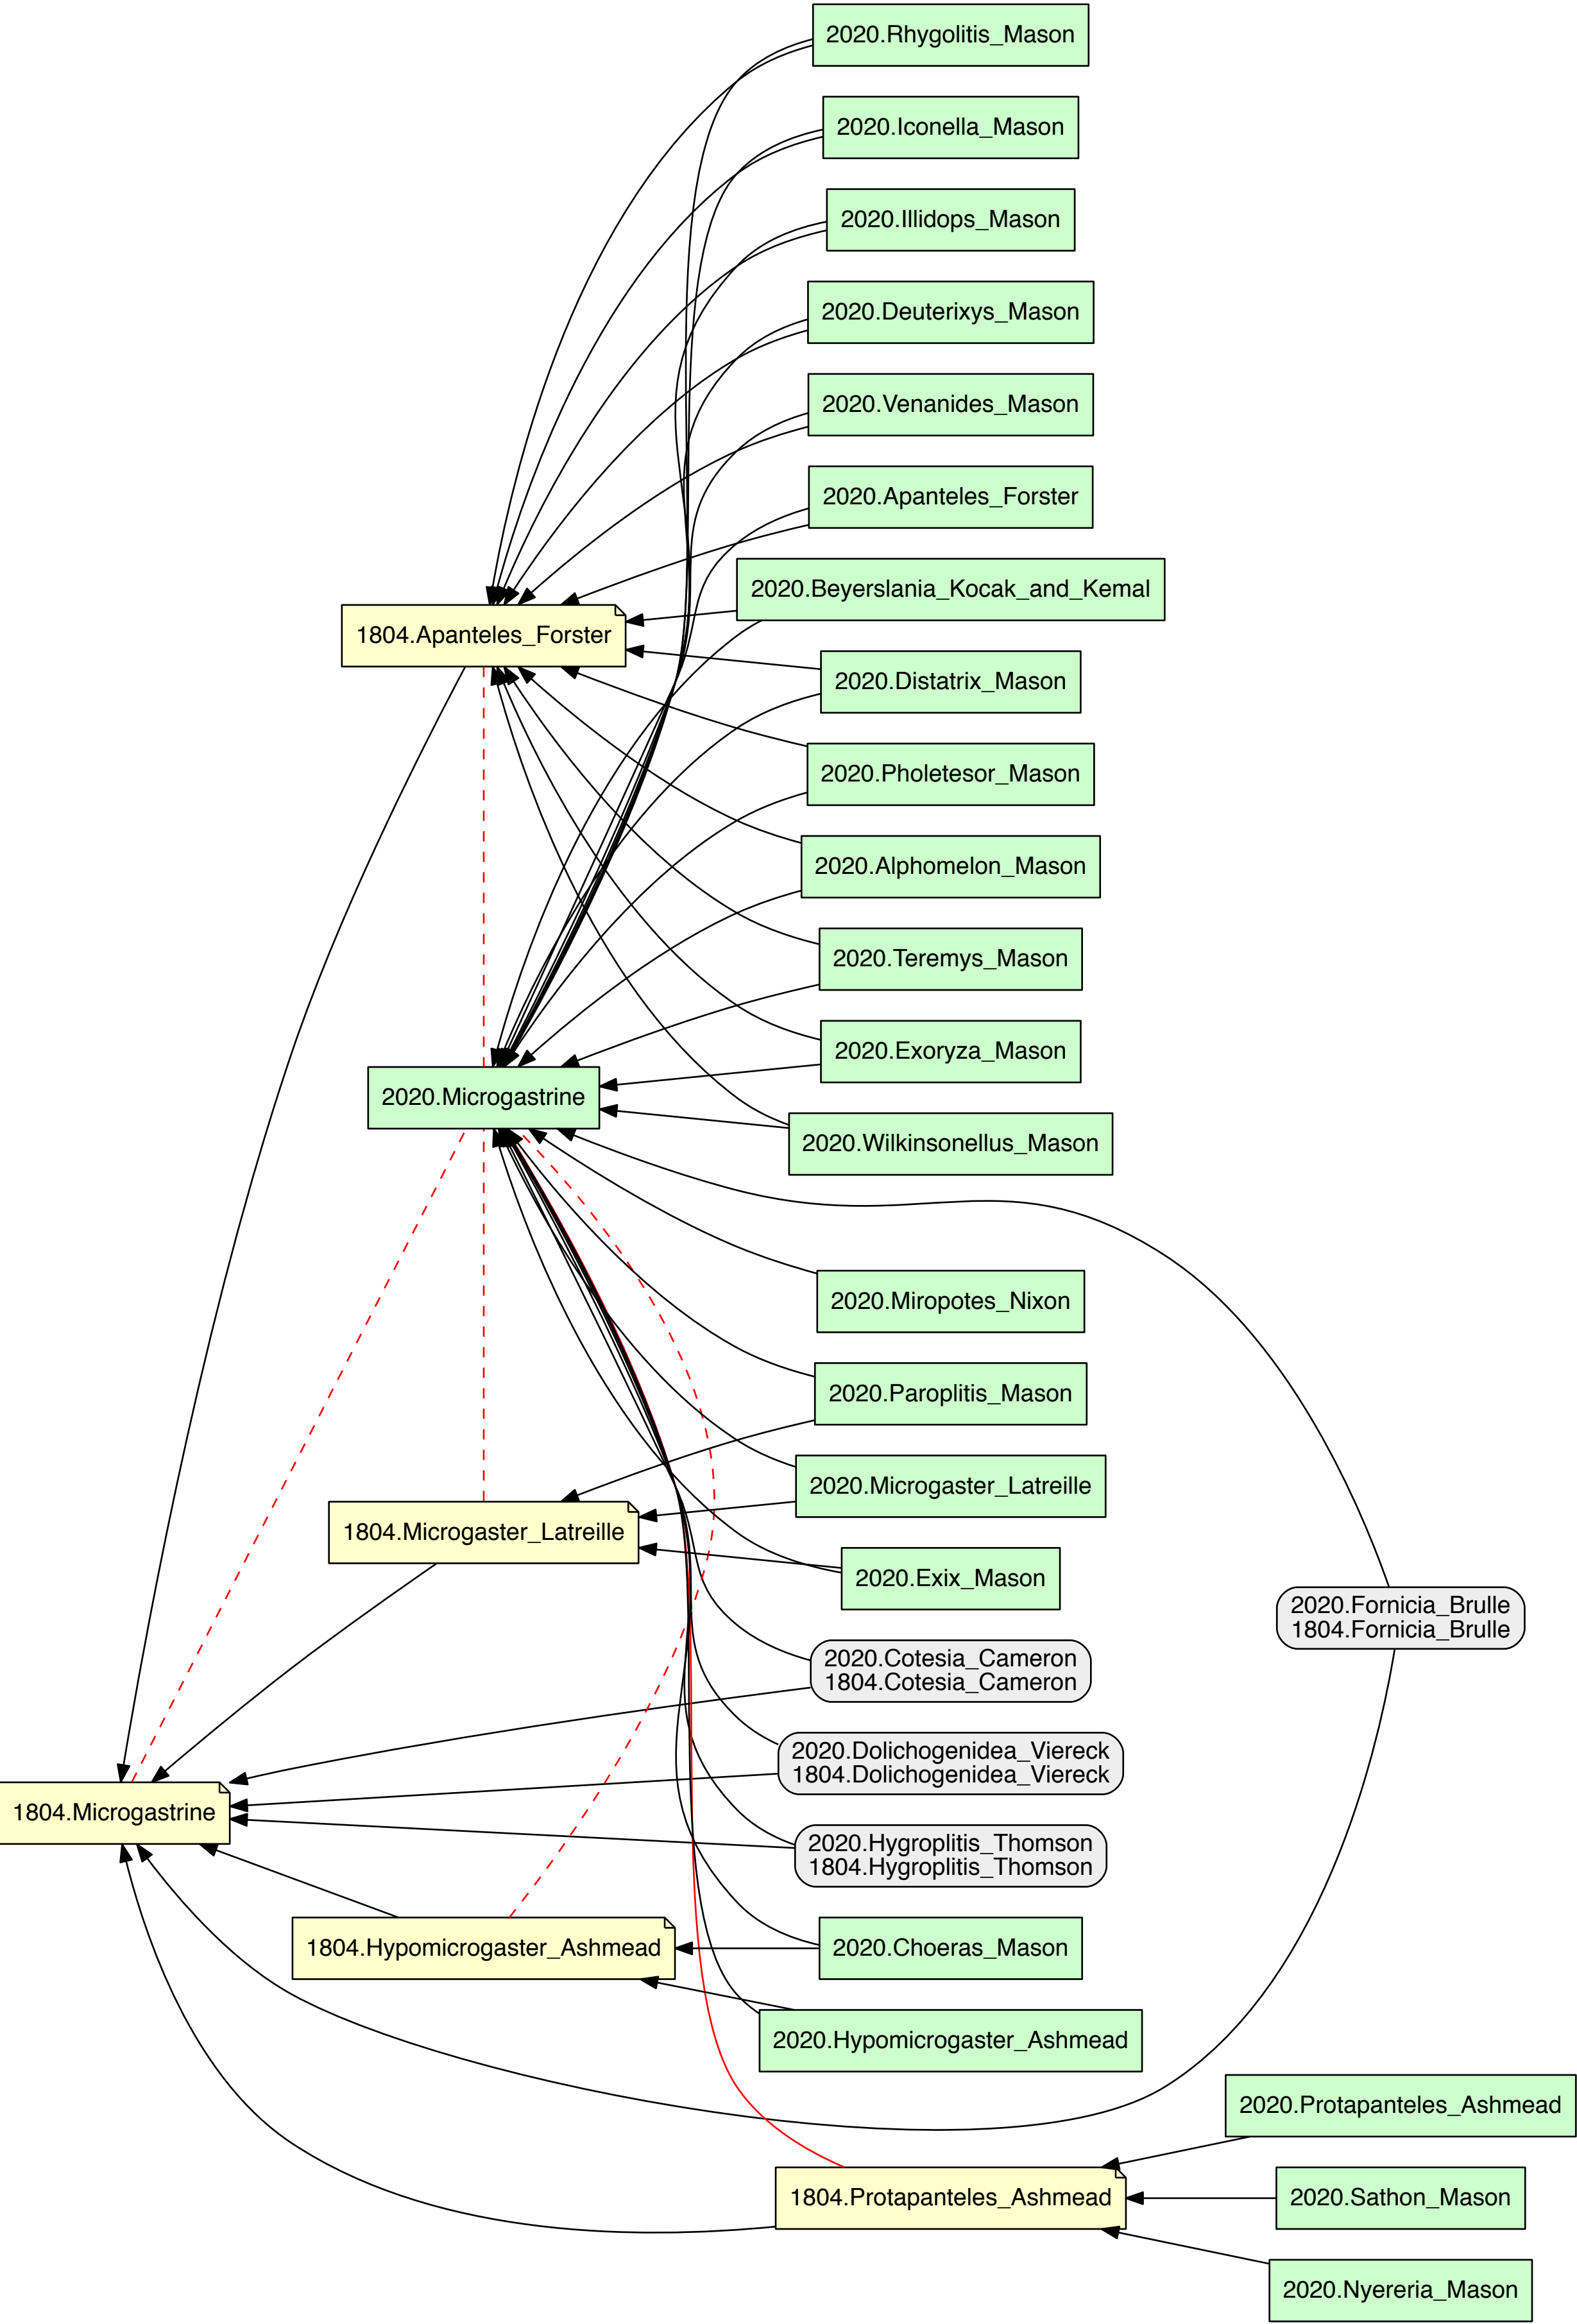 2020.Rhygolitis_Mason
2020.Iconella_Mason
2020.Illidops_Mason
2020.Deuterixys_Mason
2020.Venanides_Mason
2020.Apanteles_Forster
2020.Beyerslania_Kocak_and_Kemal
1804.Apanteles_Forster
2020.Distatrix_Mason
2020.Pholetesor_Mason
2020.Alphomelon_Mason
2020.Teremys_Mason
2020.Exoryza_Mason
2020.Microgastrine
2020.Wilkinsonellus_Mason
2020.Miropotes_Nixon
2020.Paroplitis_Mason
2020.Microgaster_Latreille
1804.Microgaster_Latreille
2020.Exix_Mason
2020.Fornicia_Brulle
1804.Fornicia_Brulle
2020.Cotesia_Cameron
1804.Cotesia_Cameron
2020.Dolichogenidea_Viereck
1804.Dolichogenidea_Viereck
1804.Microgastrine
2020.Hygroplitis_Thomson
1804.Hygroplitis_Thomson
1804.Hypomicrogaster_Ashmead
2020.Choeras_Mason
2020.Hypomicrogaster_Ashmead
2020.Protapanteles_Ashmead
1804.Protapanteles_Ashmead
2020.Sathon_Mason
2020.Nyereria_Mason